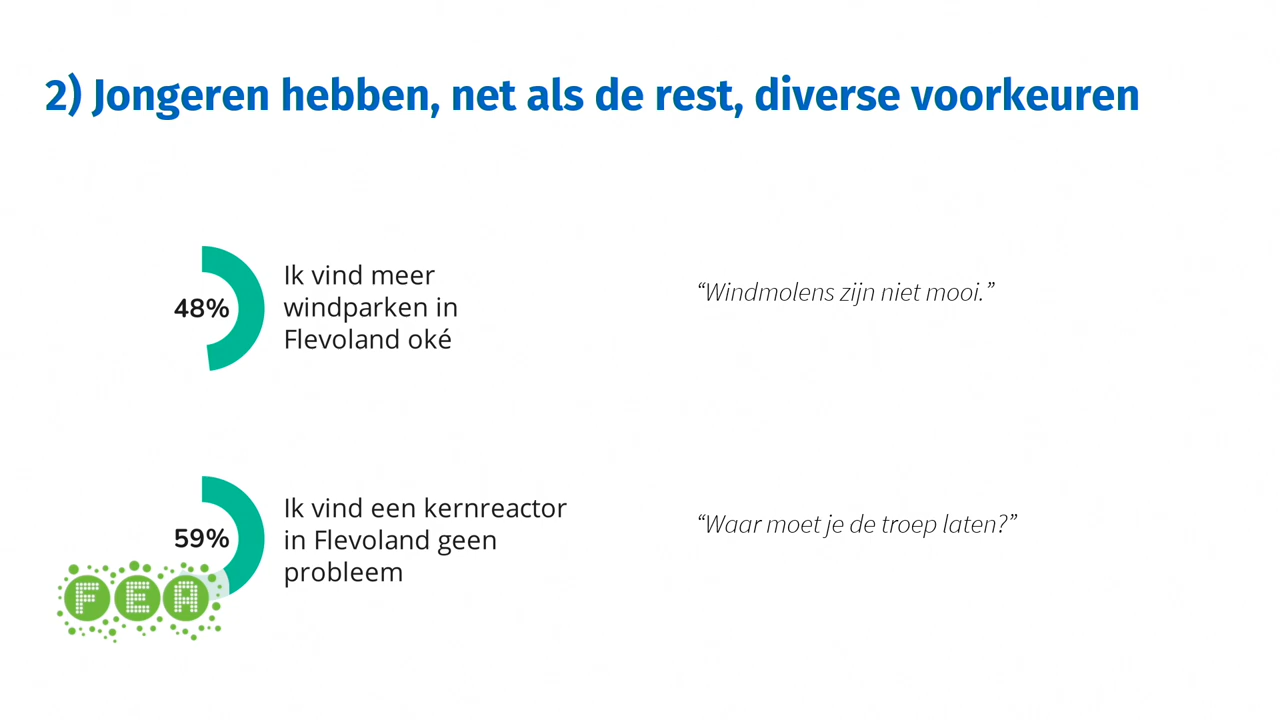 2) Jongeren hebben, net als de rest, diverse voorkeuren
48%
Ik vind meer
windparken in
Flevoland oké
“Windmolens zijn niet mooi.”
59%
Ik vind een kernreactor
in Flevoland geen
probleem
“Waar moet je de troep laten?”
FEA